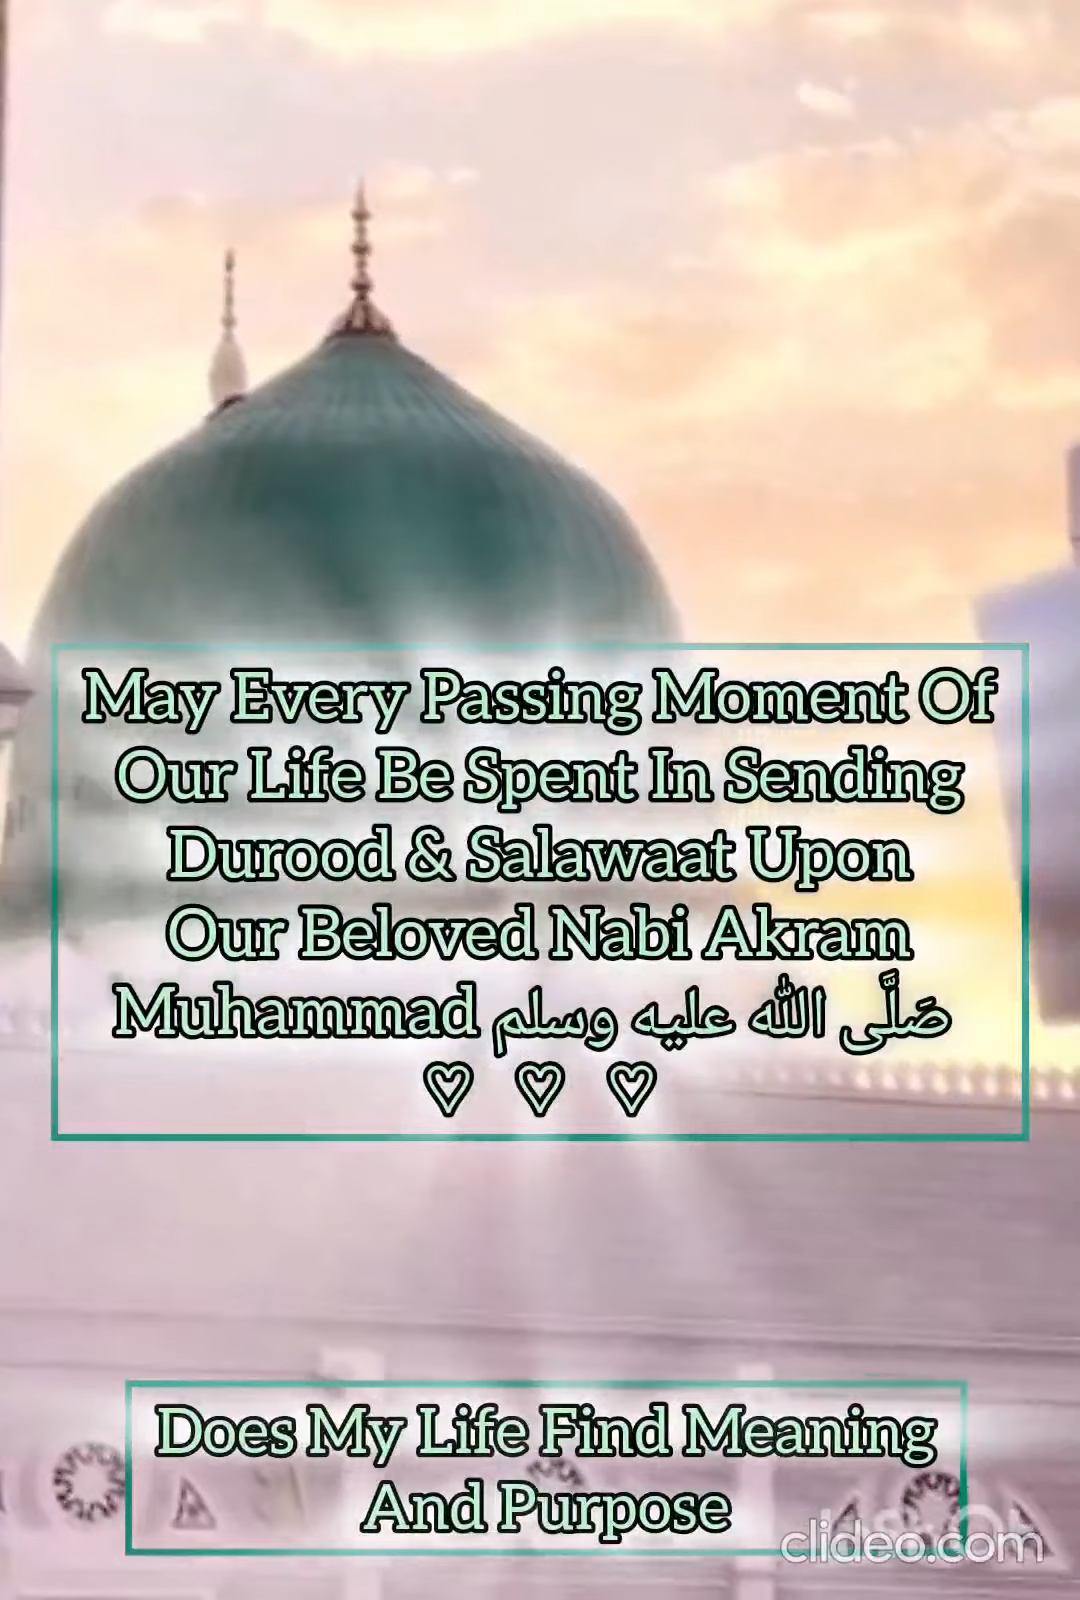 May Every Passing Moment Of
Our Life Be Spent In Sending
Durood & Salawaat Upon
Our Beloved Nabi Akram
Muhammad صَلَّى الله عليه وسلم
♡ ♡ ♡
Does My Life Find Meaning
And Purpose
clideo.com